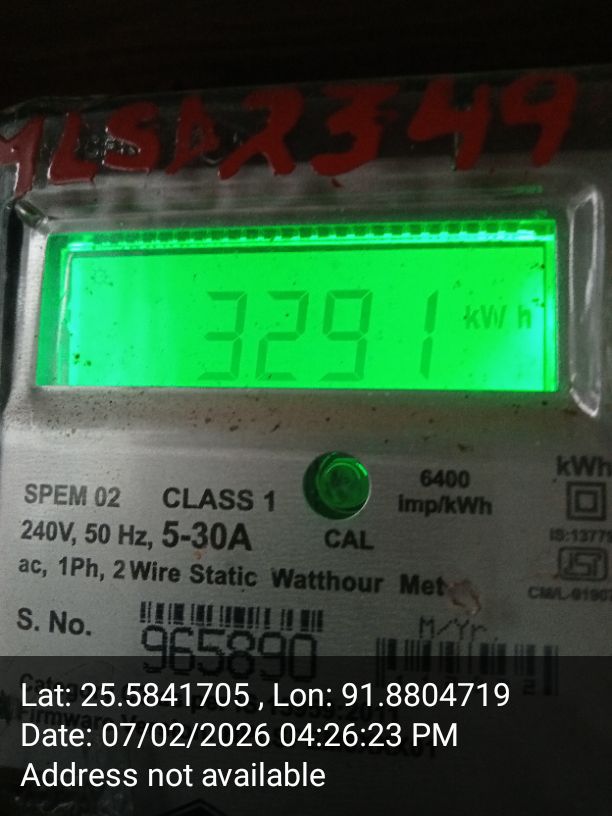 MLSD2349
3291 kWh
SPEM 02 CLASS 1
6400
imp/kWh
kWh
240V, 50 Hz, 5-30A
CAL
ac, 1Ph, 2 Wire Static Watthour
S. No.
965890
M/Yr.
Lat: 25.5841705 , Lon: 91.8804719
Date: 07/02/2026 04:26:23 PM
Address not available